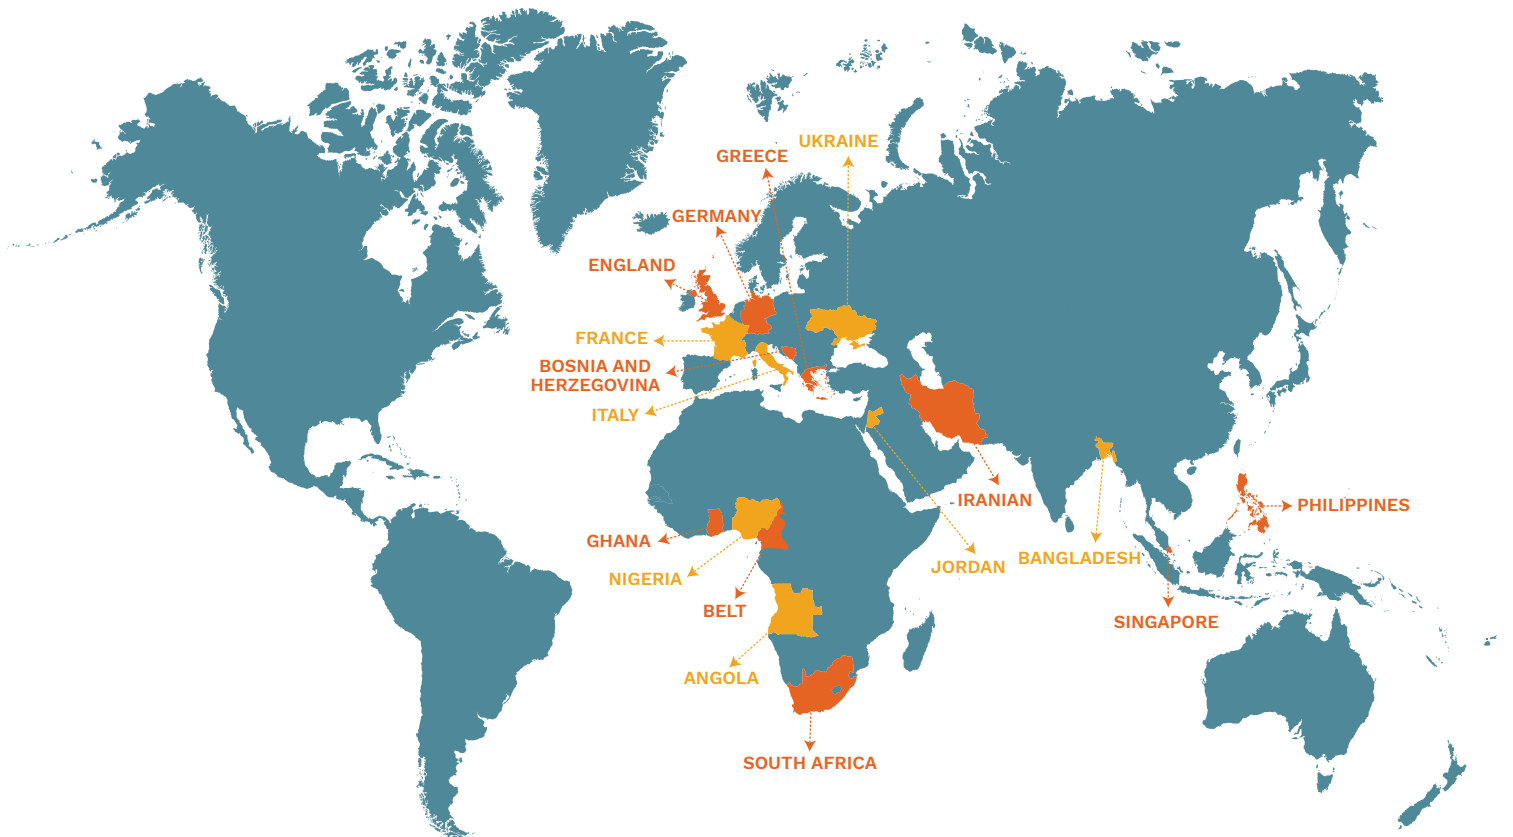 UKRAINE
GREECE
GERMANY
ENGLAND
FRANCE
BOSNIA AND
HERZEGOVINA
ITALY
IRANIAN
PHILIPPINES
GHANA
BANGLADESH
JORDAN
NIGERIA
BELT
SINGAPORE
ANGOLA
SOUTH AFRICA